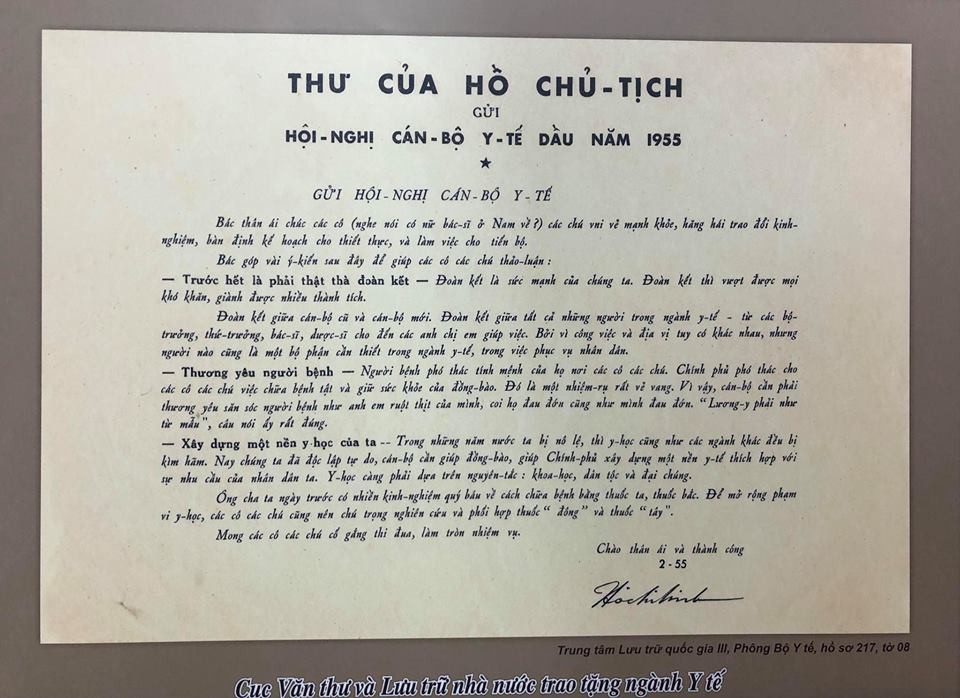 THƯ CỦA HỒ CHỦ-TỊCH
GỬI
HỘI-NGHỊ CÁN-BỘ Y-TẾ DẦU NĂM 1955
★
GỬI HỘI-NGHỊ CÁN-BỘ Y-TẾ
Bác thân ái chúc các cô (nghe nói có nữ bác-sĩ ở Nam về?) các chú vui vẻ mạnh khỏe, hăng hái trao đổi kinh-
nghiệm, bàn định kế hoạch cho thiết thực, và làm việc cho tiến bộ.
Bác góp vài ý-kiến sau đây để giúp các cô các chú thảo-luận :
— Trước hết là phải thật thà đoàn kết — Đoàn kết là sức mạnh của chúng ta. Đoàn kết thì vượt được mọi
khó khăn, giành được nhiều thành tích.
Đoàn kết giữa cán-bộ cũ và cán-bộ mới. Đoàn kết giữa tất cả những người trong ngành y-tế - từ các bộ-
trưởng, thứ-trưởng, bác-sĩ, dược-sĩ cho đến các anh chị em giúp việc. Bởi vì công việc và địa vị tuy có khác nhau, nhưng
người nào cũng là một bộ phận cần thiết trong ngành y-tế, trong việc phục vụ nhân dân.
— Thương yêu người bệnh — Người bệnh phó thác tính mệnh của họ nơi các cô các chú. Chính phủ phó thác cho
các cô các chú việc chữa bệnh tật và giữ sức khỏe của đồng-bào. Đó là một nhiệm-vụ rất vẻ vang. Vì vậy, cán-bộ cần phải
thương yêu săn sóc người bệnh như anh em ruột thịt của mình, coi họ đau đớn cũng như mình đau đớn. "Lương-y phải như
từ mẫu", câu nói ấy rất đúng.
— Xây dựng một nền y học của ta -- Trong những năm nước ta bị nô lệ, thì y-học cũng như các ngành khác đều bị
kìm hãm. Nay chúng ta đã độc lập tự do, cán-bộ cần giúp đồng-bào, giúp Chính-phủ xây dựng một nền y-tế thích hợp với
sự nhu cầu của nhân dân ta. Y-học càng phải dựa trên nguyên-tắc : khoa-học, dân tộc và đại chúng.
Ông cha ta ngày trước có nhiều kinh-nghiệm quý báu về cách chữa bệnh bằng thuốc ta, thuốc bắc. Để mở rộng phạm
vi y-học, các cô các chú cũng nên chú trọng nghiên cứu và phối hợp thuốc " đông" và thuốc "tây".
Mong các cô các chú cố gắng thi đua, làm tròn nhiệm vụ.
Chào thân ái và thành công
2 - 55
Hochiminh
Trung tâm Lưu trữ quốc gia III, Phông Bộ Y tế, hồ sơ 217, tờ 08
Cục Văn thư và Lưu trữ nhà nước trao tặng ngành Y tế